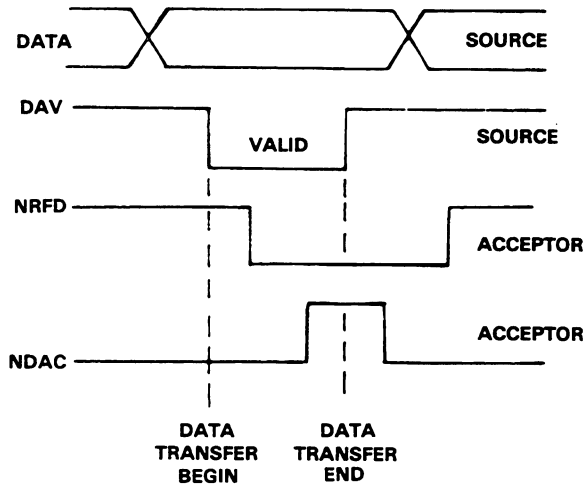 DATA
SOURCE
DAV
VALID
SOURCE
NRFD
ACCEPTOR
NDAC
ACCEPTOR
DATA
TRANSFER
BEGIN
DATA
TRANSFER
END